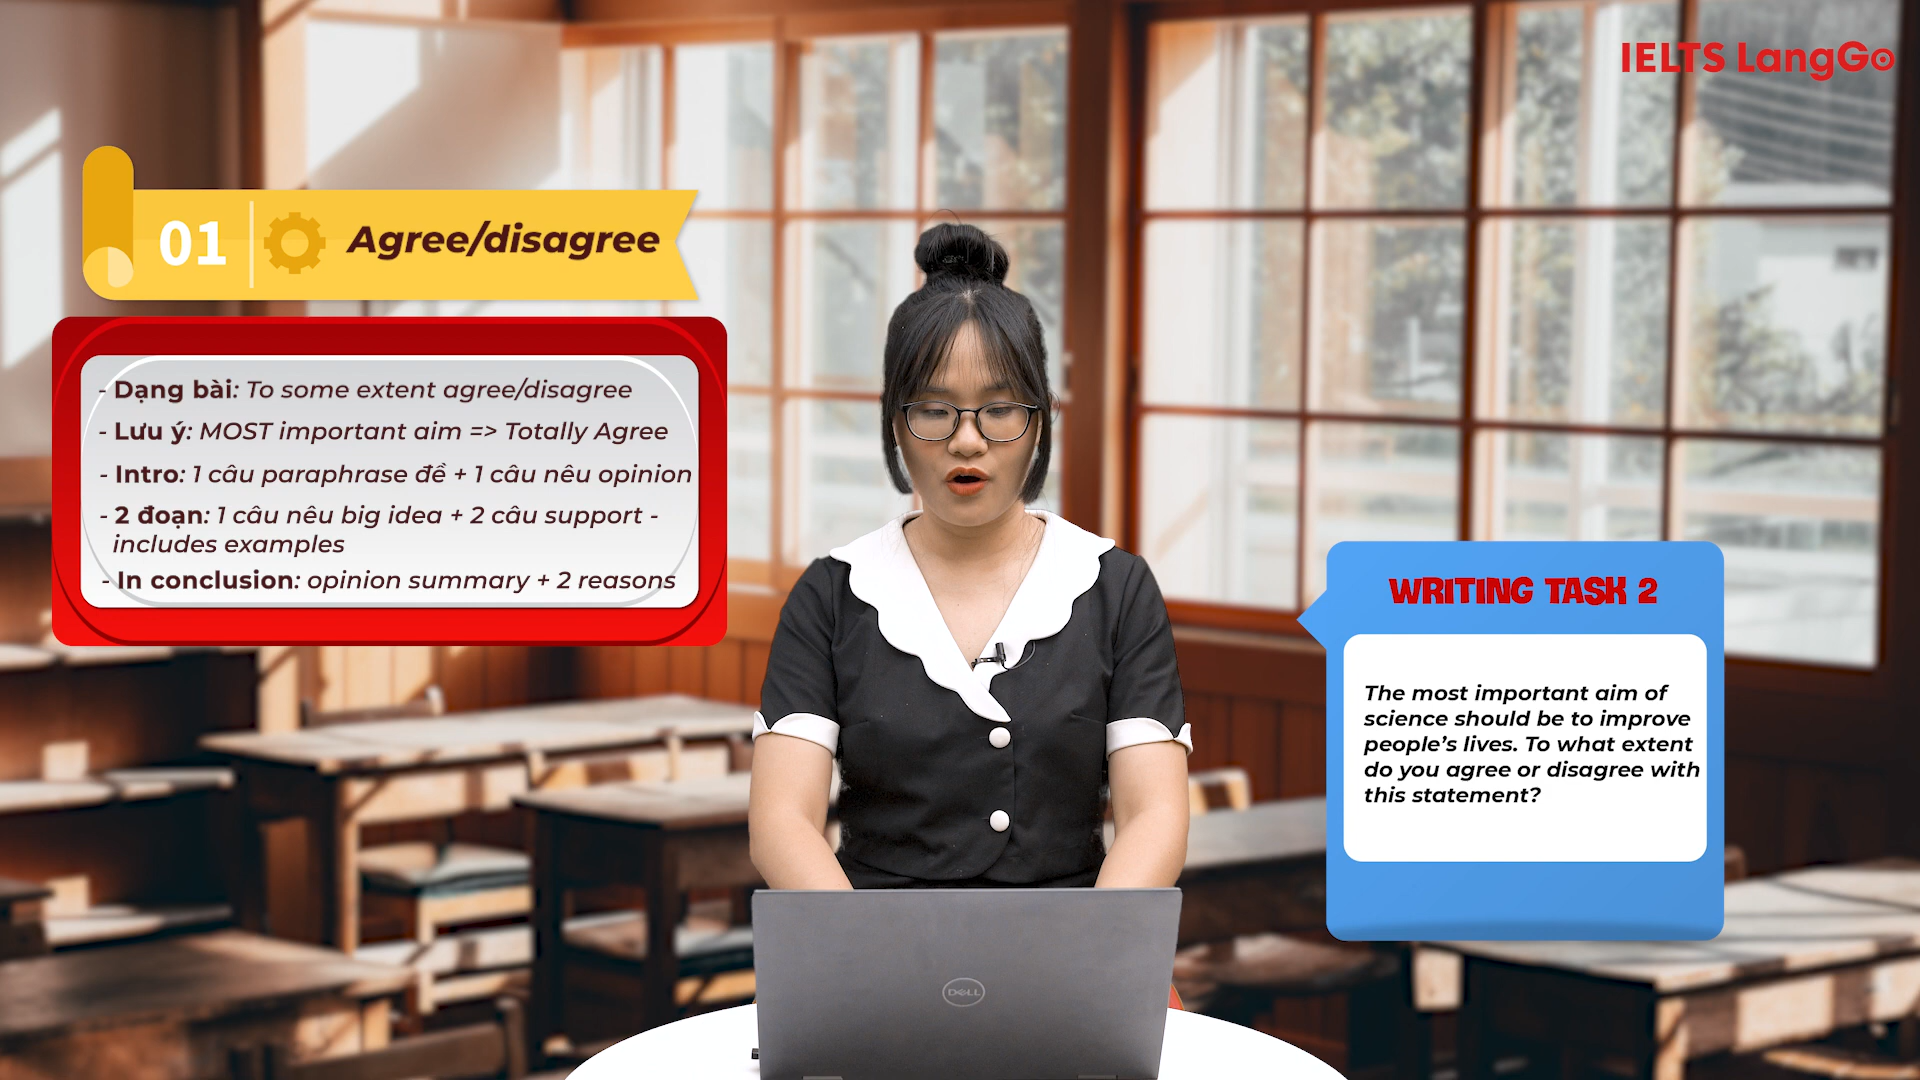 IELTS LangGo
01 Agree/disagree
- Dạng bài: To some extent agree/disagree
- Lưu ý: MOST important aim => Totally Agree
- Intro: 1 câu paraphrase đề + 1 câu nêu opinion
- 2 đoạn: 1 câu nêu big idea + 2 câu support -
includes examples
- In conclusion: opinion summary + 2 reasons
WRITING TASK 2
The most important aim of
science should be to improve
people's lives. To what extent
do you agree or disagree with
this statement?
DELL